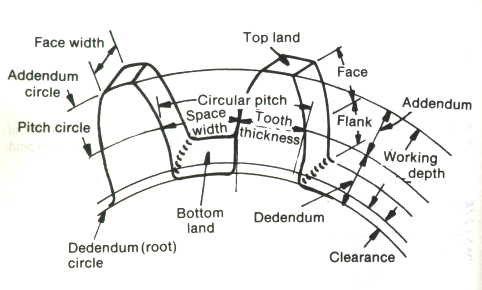 Face width
Top land
Addendum
circle
Face
Circular pitch
Addendum
Pitch circle
Space
width
Tooth
thickness
Flank
Working
depth
Bottom
land
Dedendum
Dedendum (root)
circle
Clearance